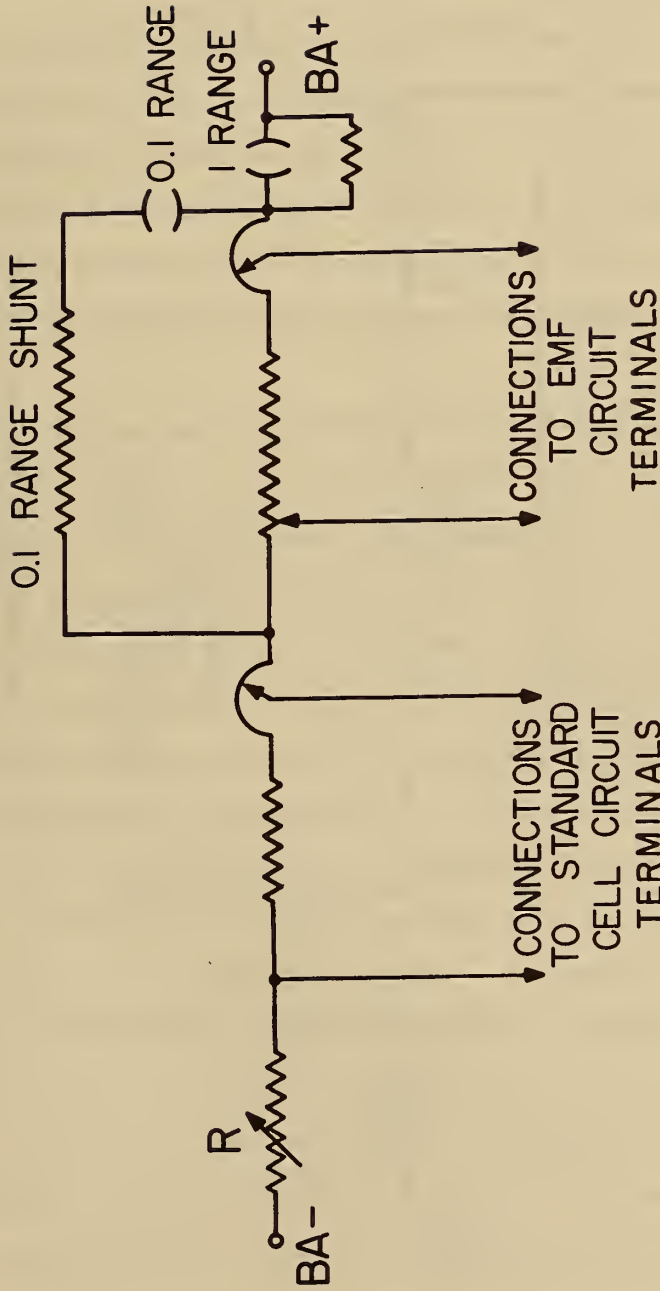 0.1 RANGE SHUNT
0.1 RANGE
1 RANGE
BA+
R
BA-
CONNECTIONS
TO STANDARD
CELL CIRCUIT
TERMINALS
CONNECTIONS
TO EMF
CIRCUIT
TERMINALS